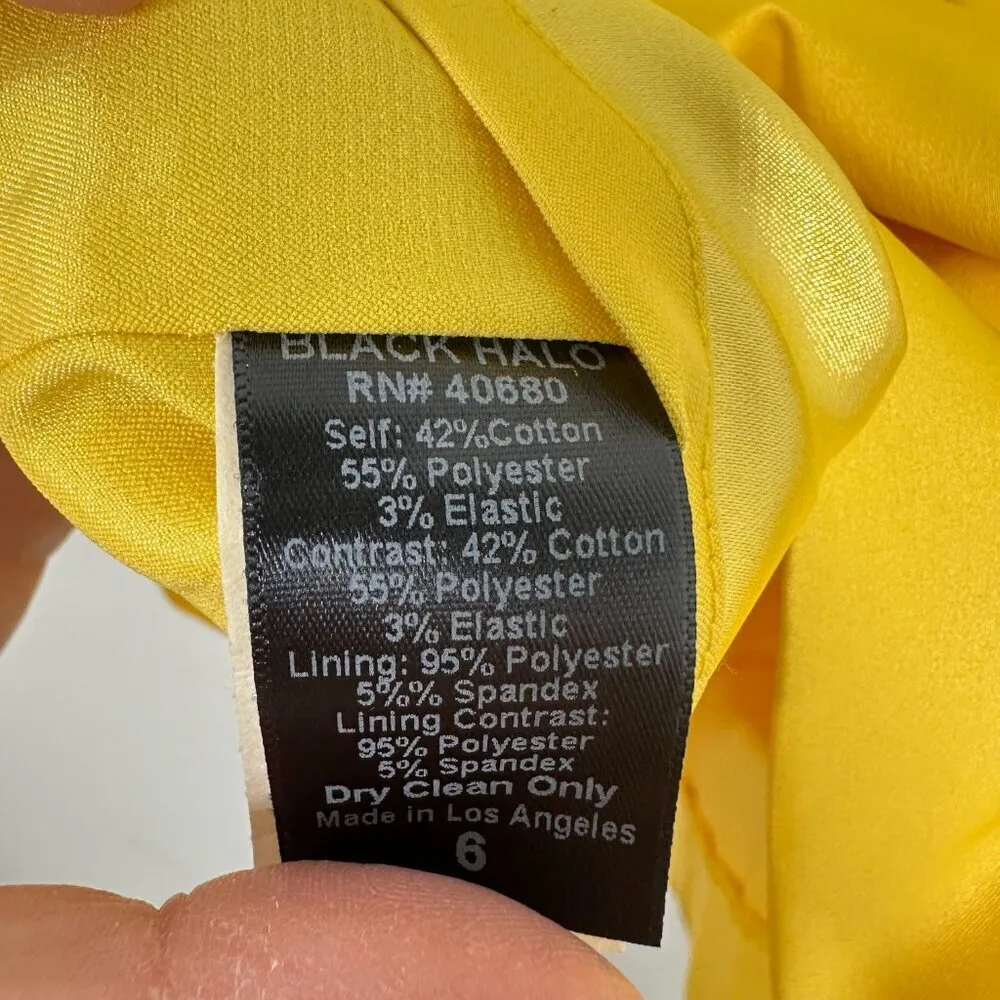 BLACK HALO
RN# 40680
Self: 42%Cotton
55% Polyester
3% Elastic
Contrast: 42% Cotton
55% Polyester
3% Elastic
Lining: 95% Polyester
5%% Spandex
Lining Contrast:
95% Polyester
5% Spandex
Dry Clean Only
Made in Los Angeles
6